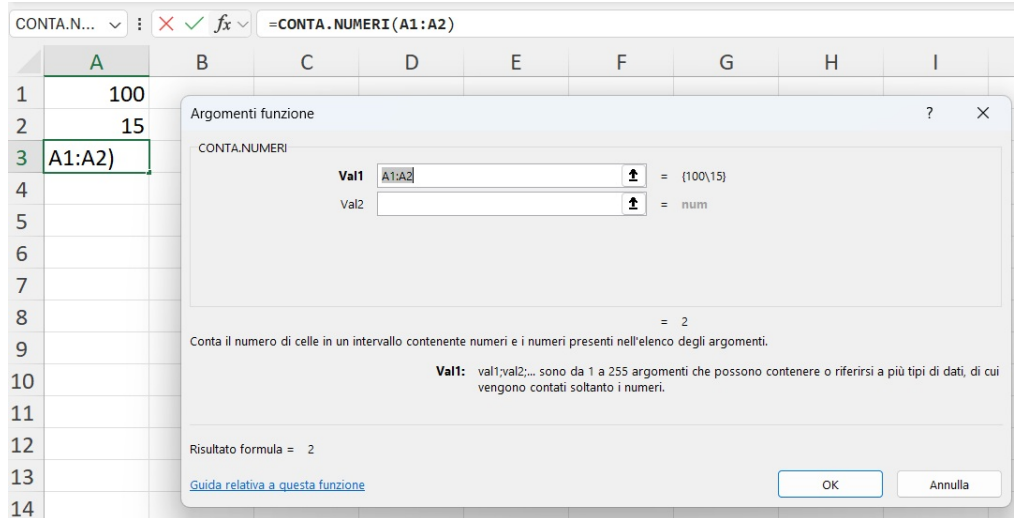 CONTA.N... fx =CONTA.NUMERI(A1:A2)
A B C D E F G H I
1 100
2 15
3 A1:A2)
4
5
6
7
8
9
10
11
12
13
14
Argomenti funzione ? ×
CONTA.NUMERI
Val1 A1:A2 = {100\15}
Val2 = num
= 2
Conta il numero di celle in un intervallo contenente numeri e i numeri presenti nell'elenco degli argomenti.
Val1: val1;val2;... sono da 1 a 255 argomenti che possono contenere o riferirsi a più tipi di dati, di cui
vengono contati soltanto i numeri.
Risultato formula = 2
Guida relativa a questa funzione
OK Annulla